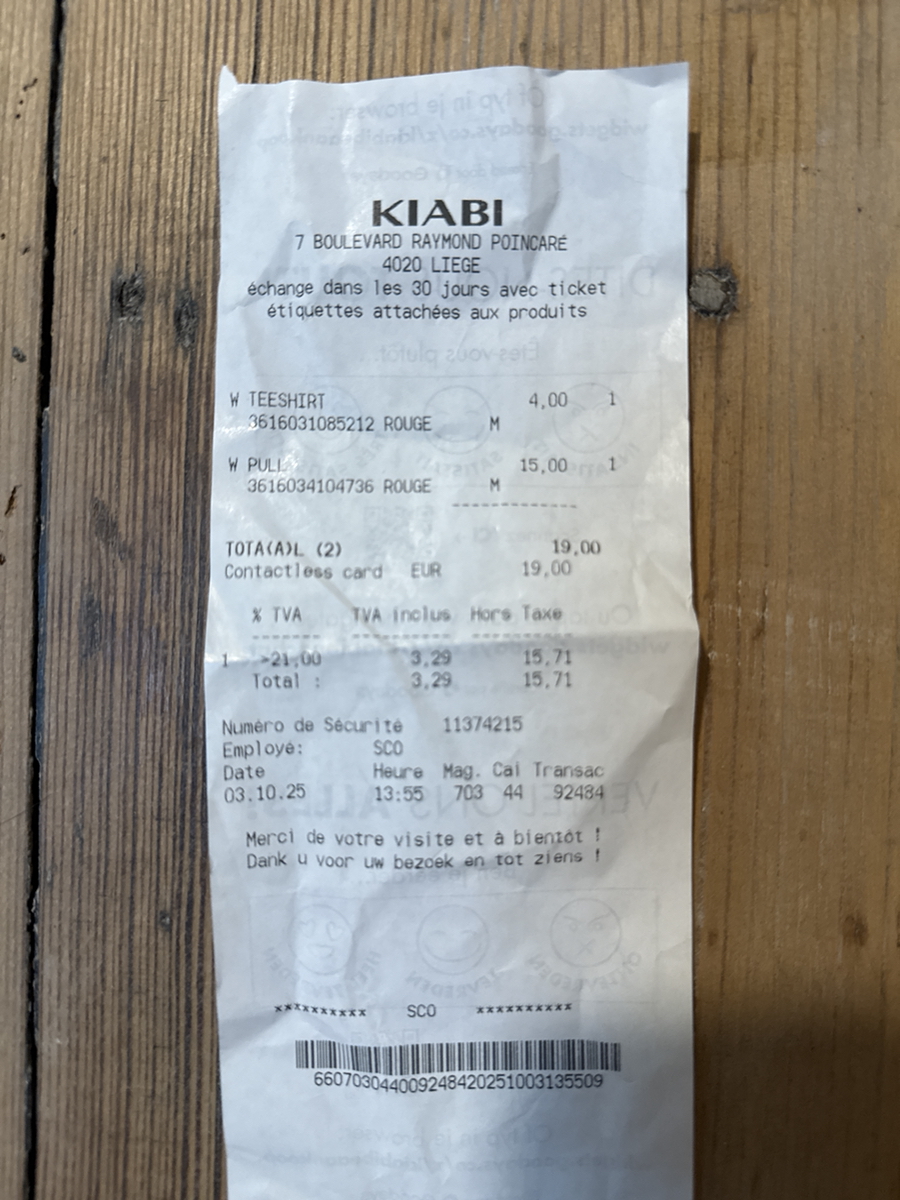 KIABI
7 BOULEVARD RAYMOND POINCARÉ
4020 LIEGE
échange dans les 30 jours avec ticket
étiquettes attachées aux produits
W TEESHIRT 4,00 1
3616031085212 ROUGE M
W PULL 15,00 1
3616034104736 ROUGE M
------------
TOTA(A)L (2) 19,00
Contactless card EUR 19,00
% TVA TVA inclus Hors Taxe
------- ---------- ----------
1 >21,00 3,29 15,71
Total : 3,29 15,71
Numéro de Sécurité 11374215
Employé: SCO
Date Heure Mag. Cai Transac
03.10.25 13:55 703 44 92484
Merci de votre visite et à bientôt !
Dank u voor uw bezoek en tot ziens !
********** SCO **********
660703044009248420251003135509